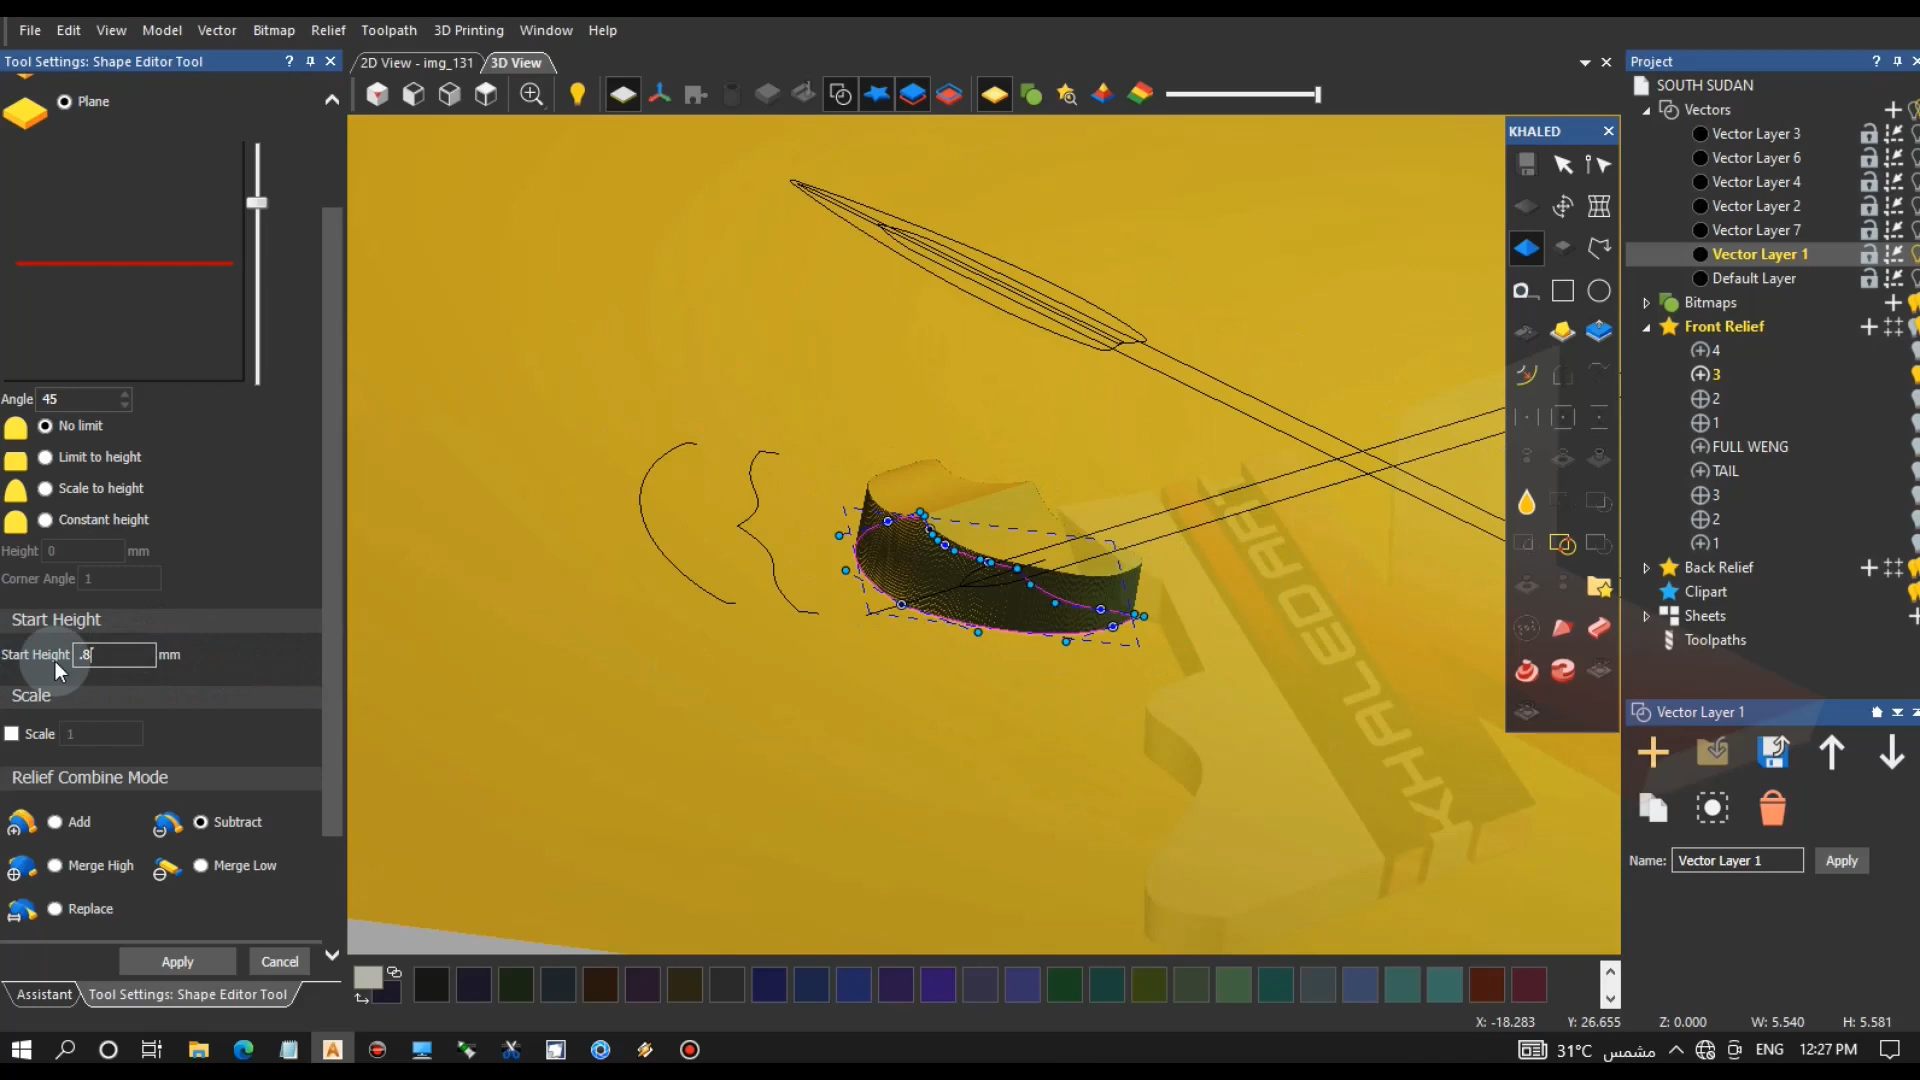 File Edit View Model Vector Bitmap Relief Toolpath 3D Printing Window Help
Tool Settings: Shape Editor Tool ?
2D View - img_131
3D View
Project ?
Plane
SOUTH SUDAN
Vectors
KHALED
Vector Layer 3
Vector Layer 6
Vector Layer 4
Vector Layer 2
Vector Layer 7
Vector Layer 1
Default Layer
Bitmaps
Front Relief
4
3
2
1
FULL WENG
TAIL
3
2
1
Back Relief
Clipart
Sheets
Toolpaths
Angle 45
No limit
Limit to height
Scale to height
Constant height
Height 0 mm
Corner Angle 1
Start Height
Start Height .8 mm
Scale
Scale 1
Relief Combine Mode
Add Subtract
Merge High Merge Low
Replace
Apply Cancel
Assistant Tool Settings: Shape Editor Tool
KHALEDART
Vector Layer 1
Name: Vector Layer 1 Apply
X: -18.283 Y: 26.655 Z: 0.000 W: 5.540 H: 5.581
31°C مشمس ENG 12:27 PM